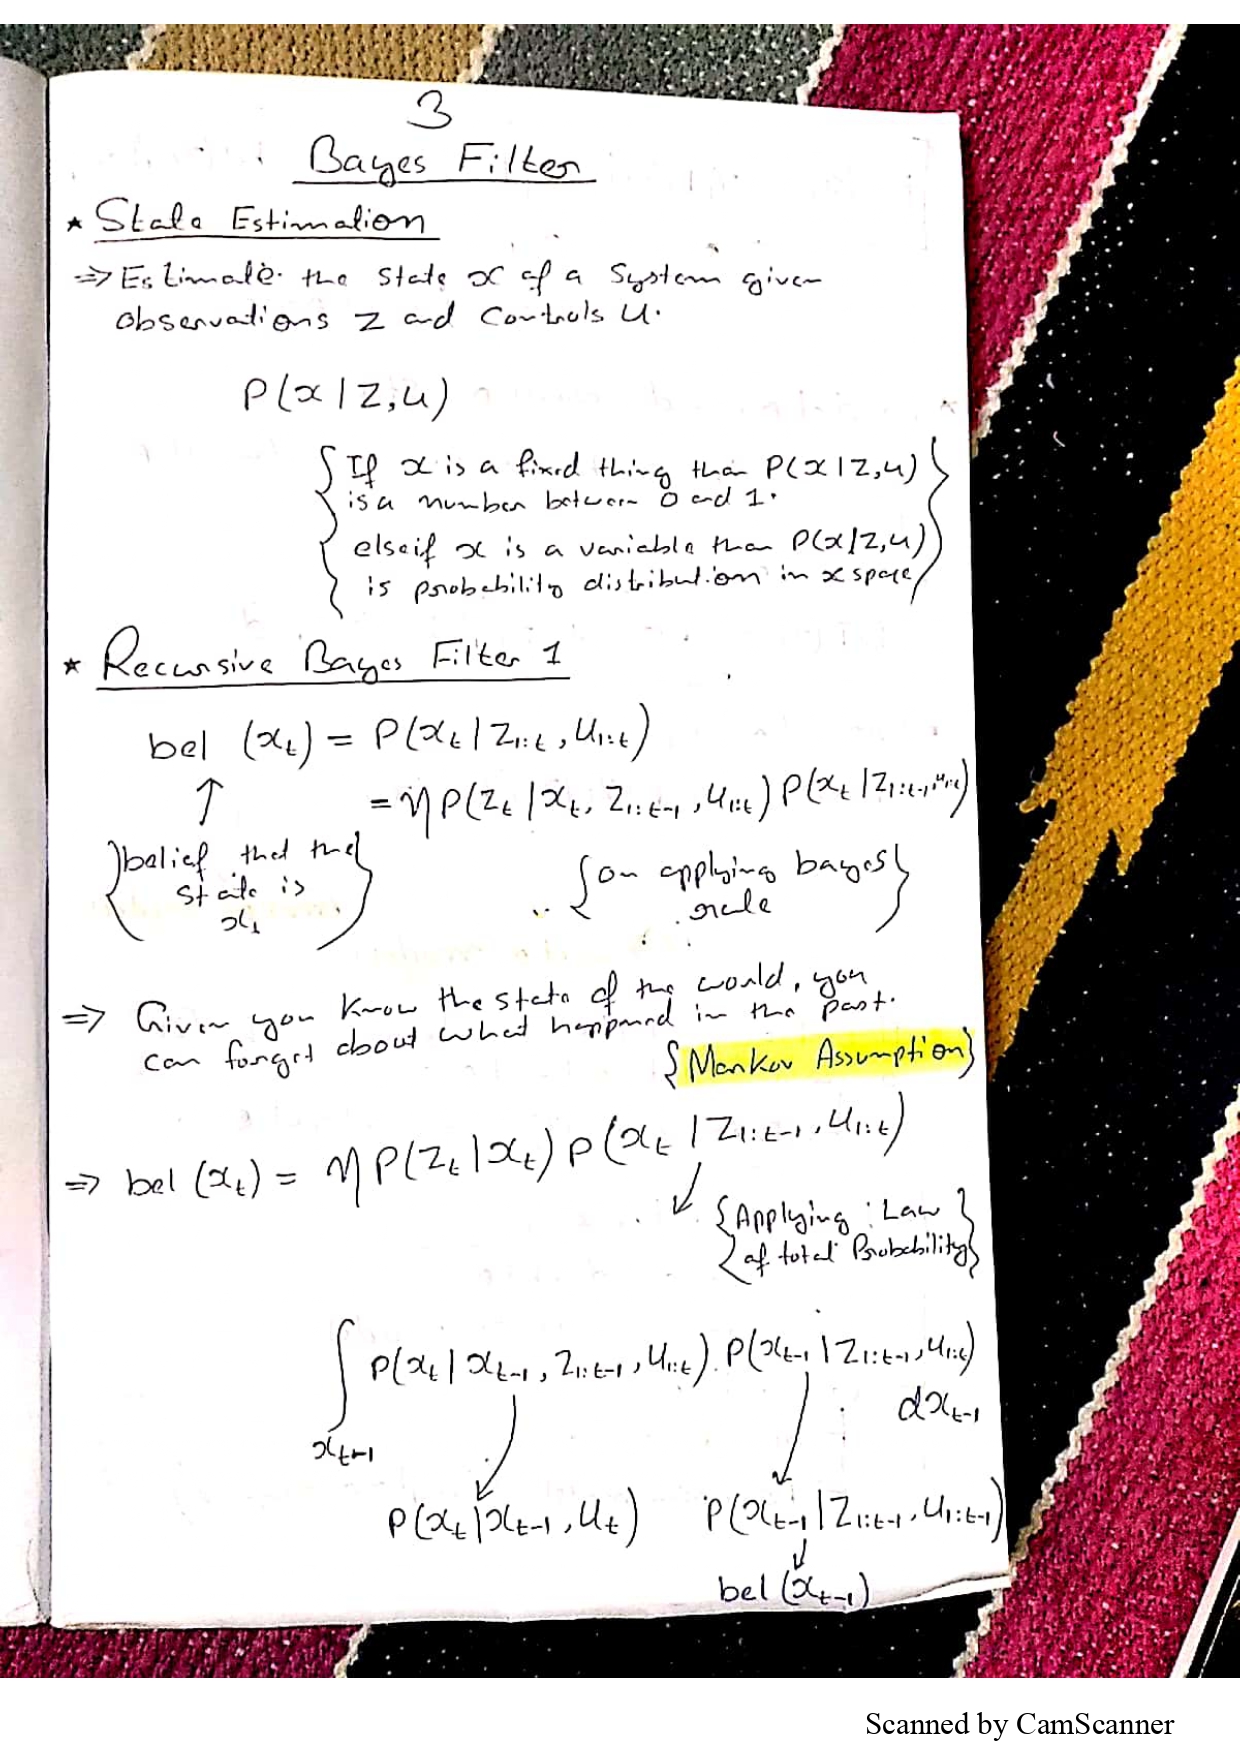 3
Bayes Filter
* State Estimation
⇒ Estimate the state x of a system given
observations z and controls u.
P(x | z, u)
{If x is a fixed thing than P(x | z, u)
is a number between 0 and 1.
elseif x is a variable than P(x | z, u)
is probability distribution in x space}
* Recursive Bayes Filter 1
bel (x_t) = P(x_t | z_{1:t}, u_{1:t})
= η P(z_t | x_t, z_{1:t-1}, u_{1:t}) P(x_t | z_{1:t-1}, u_{1:t})
↑
{belief that the
state is
x_t}
{on applying bayes
rule}
⇒ Given you know the state of the world, you
can forget about what happened in the past.
{Markov Assumption}
⇒ bel (x_t) = η P(z_t | x_t) P(x_t | z_{1:t-1}, u_{1:t})
{Applying Law
of total Probability}
∫ P(x_t | x_{t-1}, z_{1:t-1}, u_{1:t}) . P(x_{t-1} | z_{1:t-1}, u_{1:t})
x_{t-1}
dx_{t-1}
P(x_t | x_{t-1}, u_t)
P(x_{t-1} | z_{1:t-1}, u_{1:t-1})
↓
bel (x_{t-1})
Scanned by CamScanner